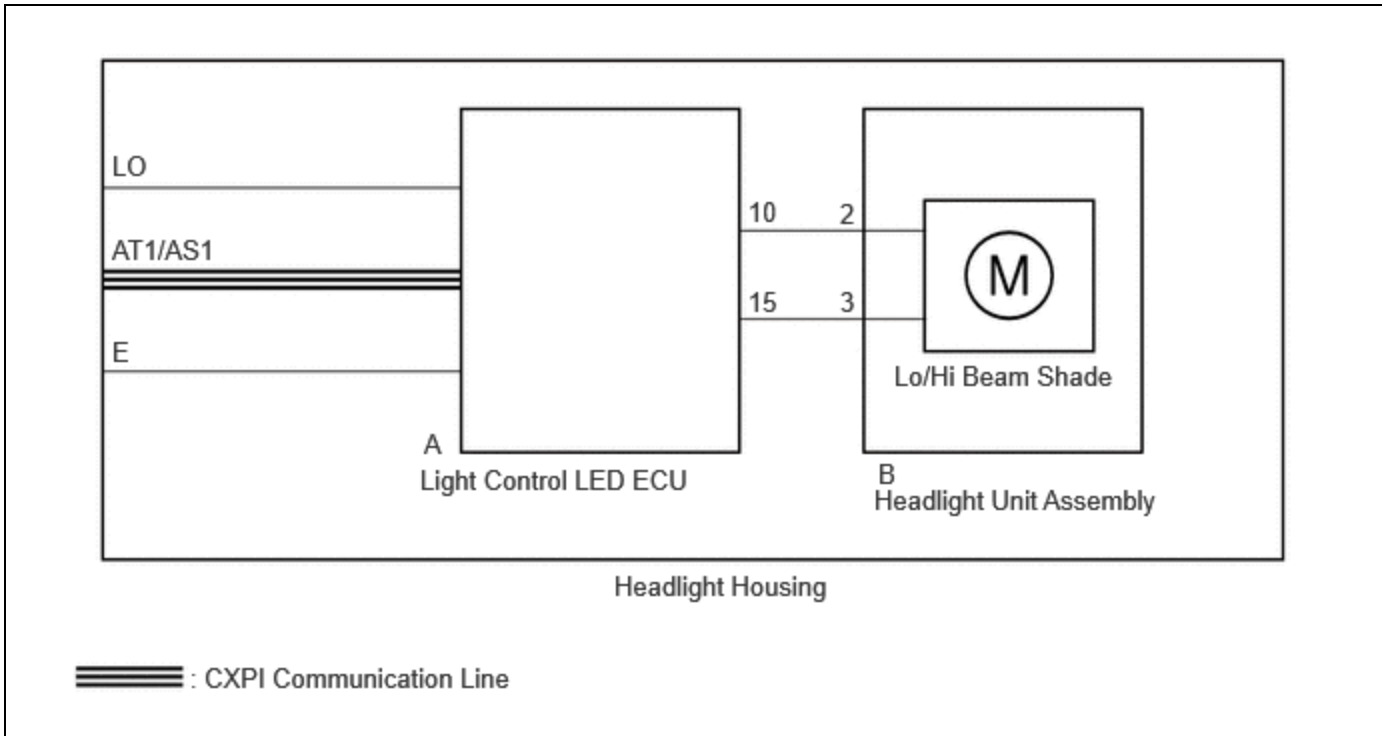 LO
AT1/AS1
E
10
2
15
3
M
Lo/Hi Beam Shade
A
Light Control LED ECU
B
Headlight Unit Assembly
Headlight Housing
: CXPI Communication Line